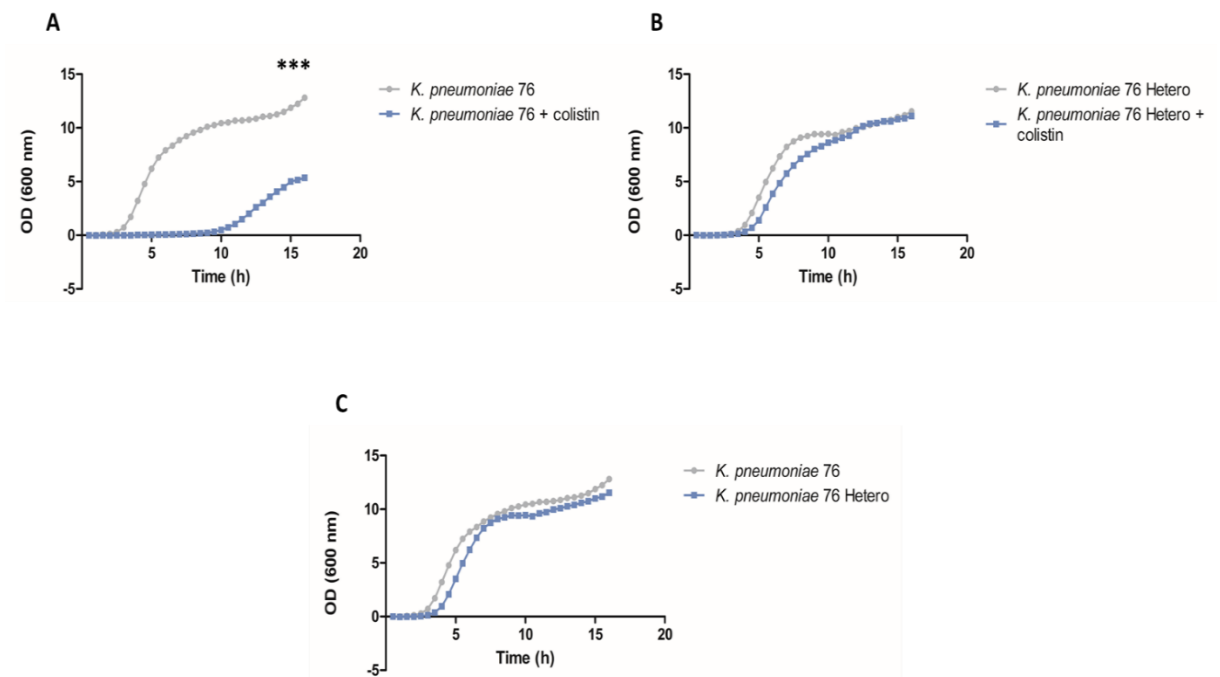 A
***
15
10
5
0
-5
5
10
15
20
OD (600 nm)
Time (h)
K. pneumoniae 76
K. pneumoniae 76 + colistin
B
15
10
5
0
-5
5
10
15
20
OD (600 nm)
Time (h)
K. pneumoniae 76 Hetero
K. pneumoniae 76 Hetero +
colistin
C
15
10
5
0
-5
5
10
15
20
OD (600 nm)
Time (h)
K. pneumoniae 76
K. pneumoniae 76 Hetero